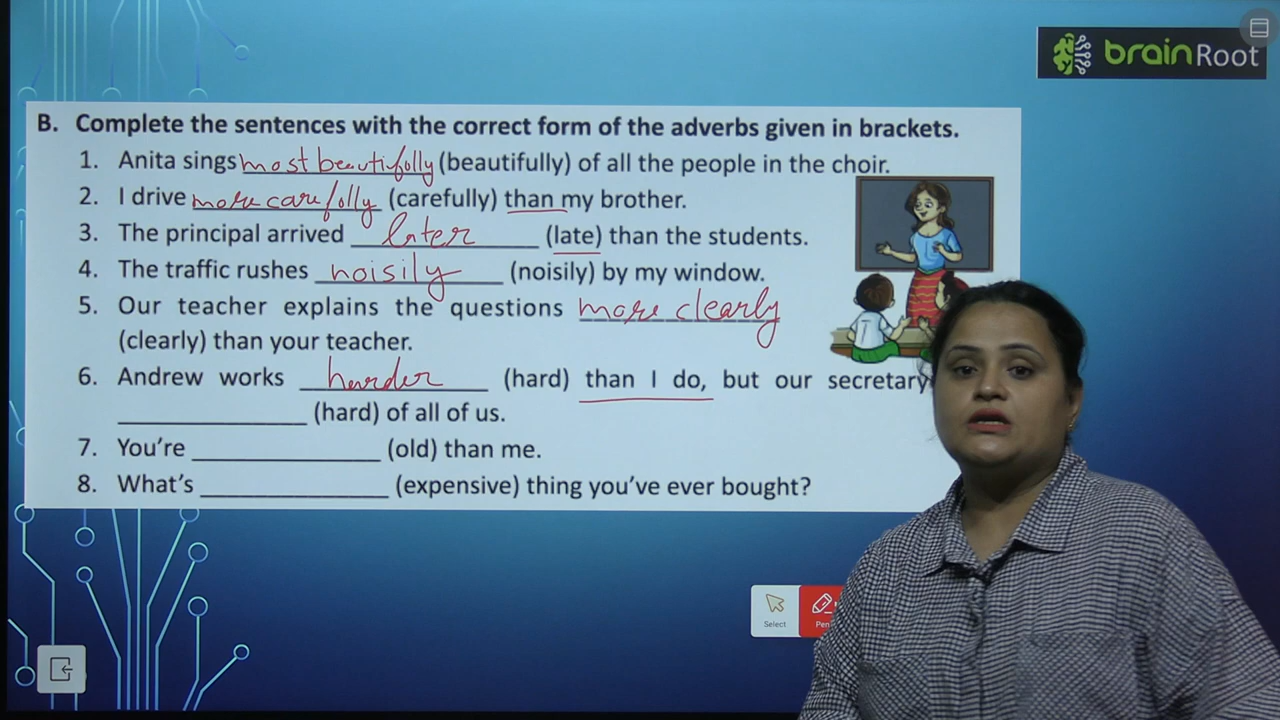 brainRoot
B. Complete the sentences with the correct form of the adverbs given in brackets.
1. Anita sings most beautifully (beautifully) of all the people in the choir.
2. I drive more carefully (carefully) than my brother.
3. The principal arrived later (late) than the students.
4. The traffic rushes noisily (noisily) by my window.
5. Our teacher explains the questions more clearly
(clearly) than your teacher.
6. Andrew works harder (hard) than I do, but our secretary
____________ (hard) of all of us.
7. You're ____________ (old) than me.
8. What's ____________ (expensive) thing you've ever bought?
Select
Pen